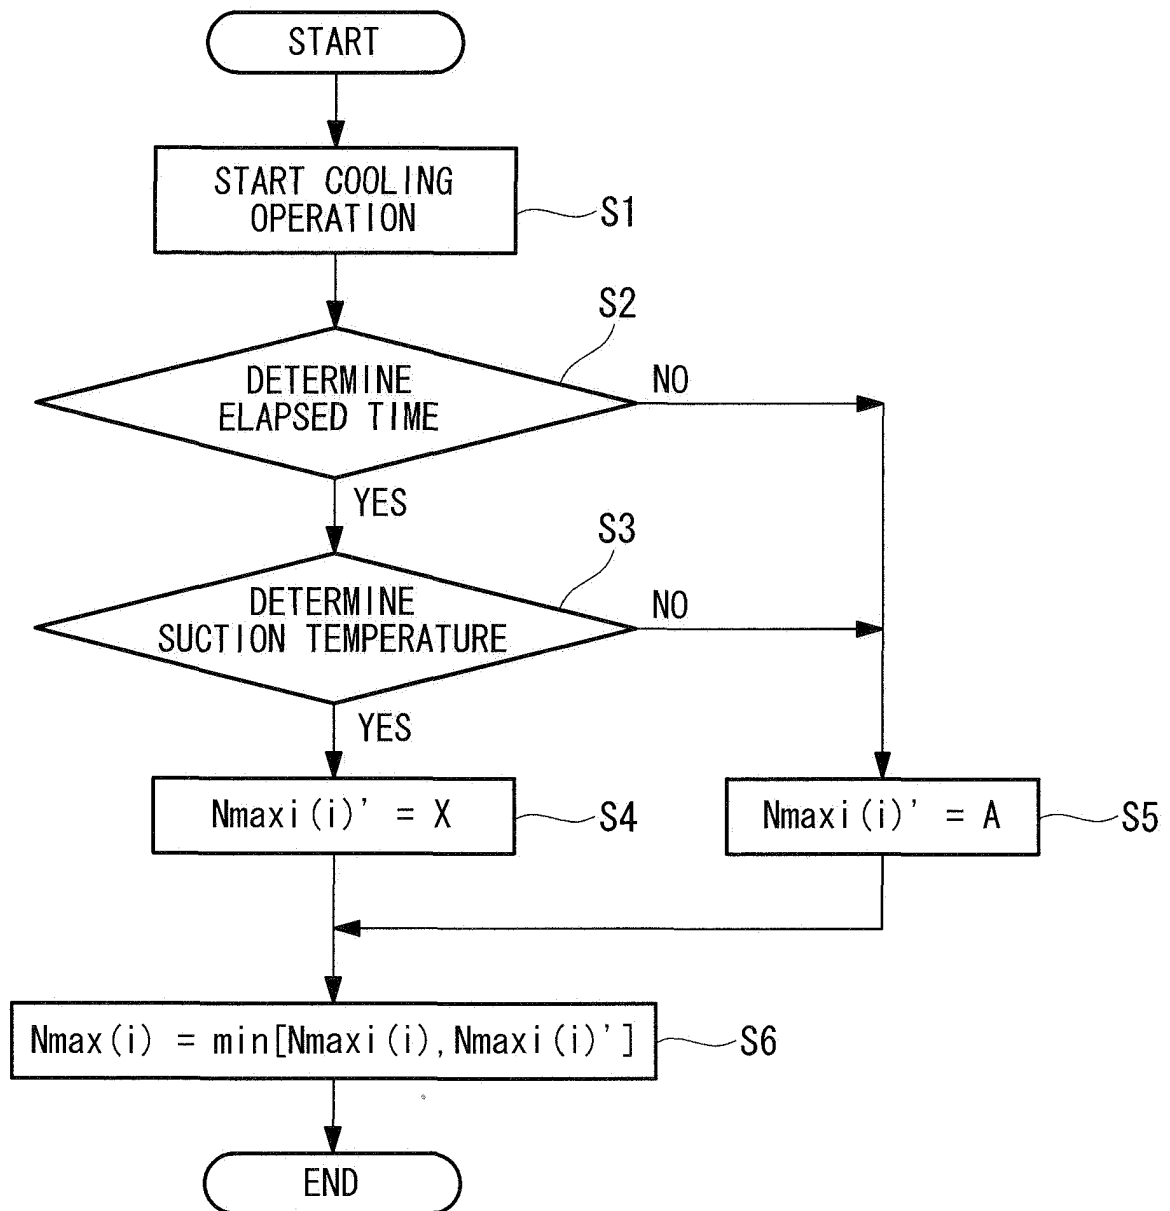 START
START COOLING
OPERATION
S1
S2
DETERMINE
ELAPSED TIME
NO
YES
S3
DETERMINE
SUCTION TEMPERATURE
NO
YES
Nmaxi(i)' = X
S4
Nmaxi(i)' = A
S5
Nmax(i) = min[Nmaxi(i),Nmaxi(i)']
S6
END